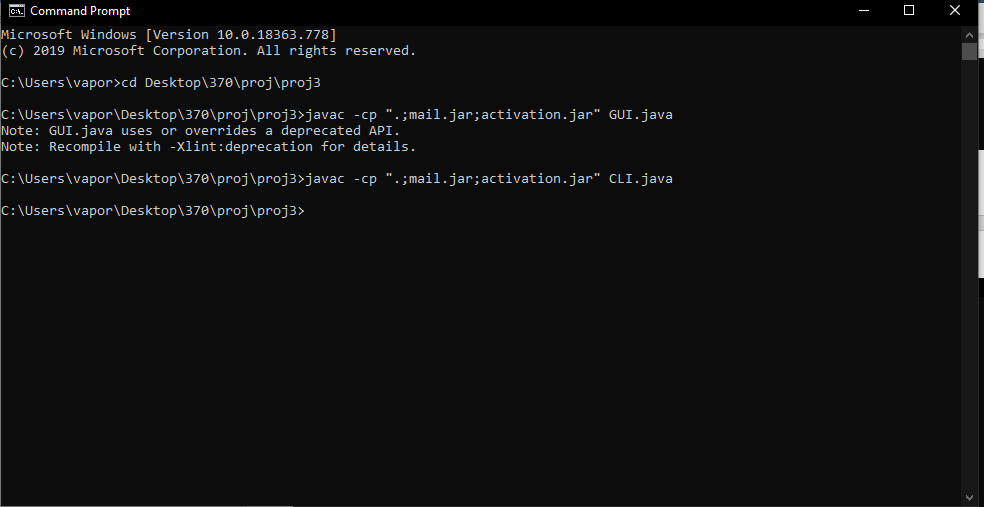 Command Prompt
Microsoft Windows [Version 10.0.18363.778]
(c) 2019 Microsoft Corporation. All rights reserved.
C:\Users\vapor>cd Desktop\370\proj\proj3
C:\Users\vapor\Desktop\370\proj\proj3>javac -cp ".;mail.jar;activation.jar" GUI.java
Note: GUI.java uses or overrides a deprecated API.
Note: Recompile with -Xlint:deprecation for details.
C:\Users\vapor\Desktop\370\proj\proj3>javac -cp ".;mail.jar;activation.jar" CLI.java
C:\Users\vapor\Desktop\370\proj\proj3>